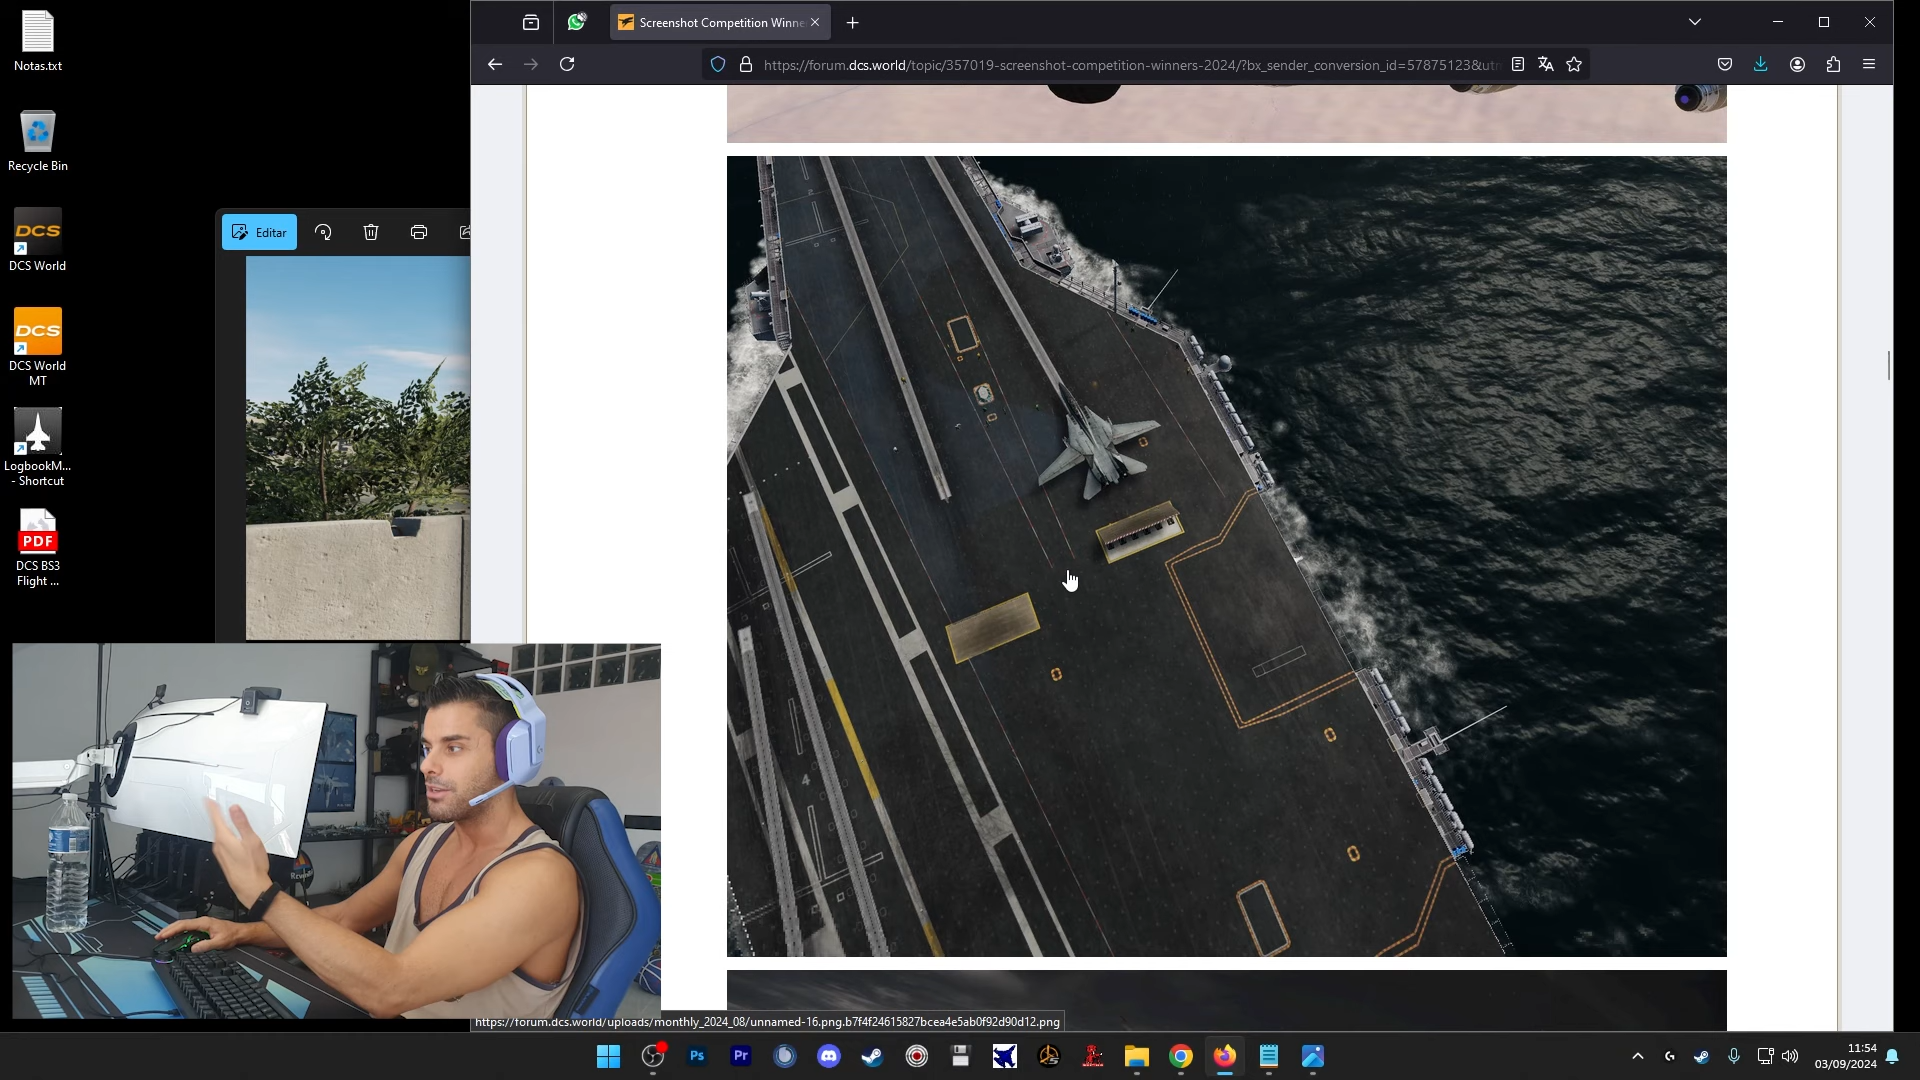 Notas.txt
Recycle Bin
DCS
DCS World
DCS
DCS World
MT
LogbookM...
- Shortcut
PDF
DCS BS3
Flight ...
Editar
Screenshot Competition Winne
https://forum.dcs.world/topic/357019-screenshot-competition-winners-2024/?bx_sender_conversion_id=57875123&utm
4
https://forum.dcs.world/uploads/monthly_2024_08/unnamed-16.png.b7f4f24615827bcea4e5ab0f92d90d12.png
Ps
Pr
11:54
03/09/2024